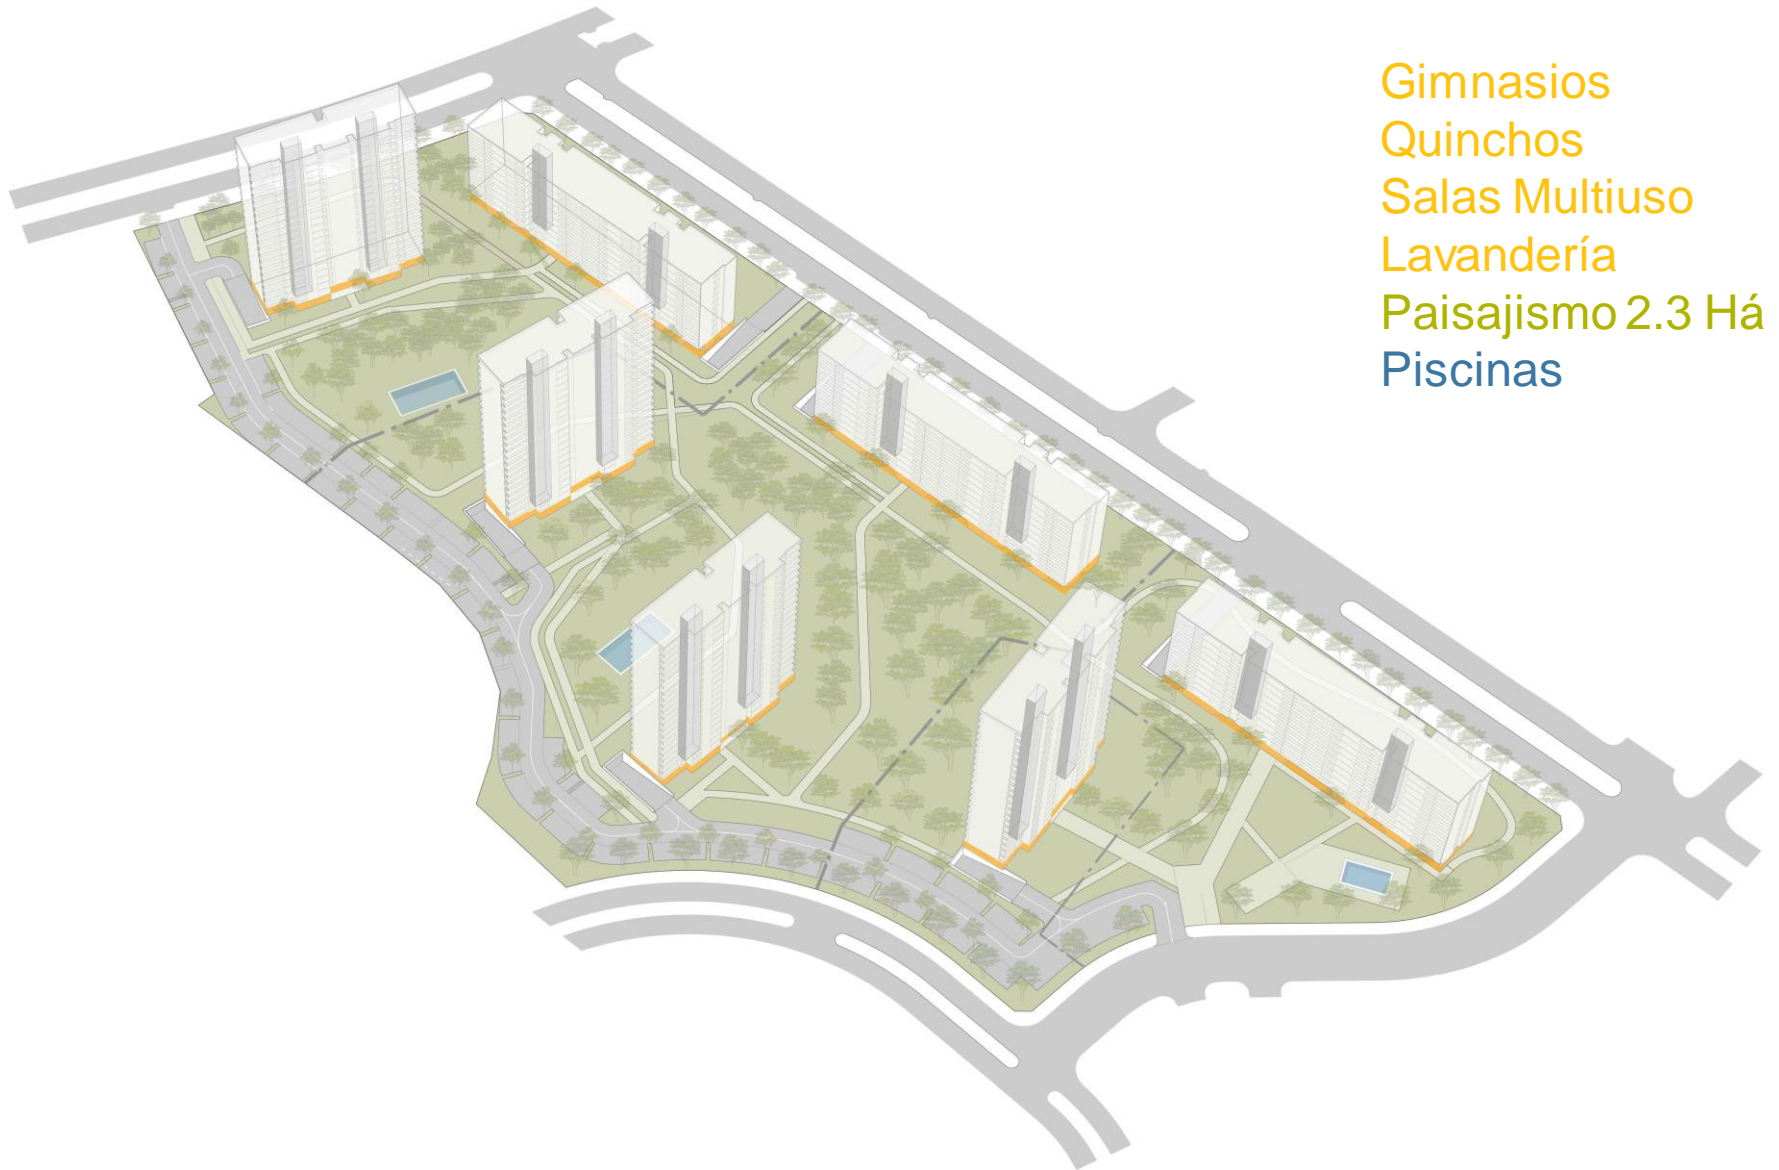 Gimnasios
Quinchos
Salas Multiuso
Lavandería
Paisajismo 2.3 Há
Piscinas